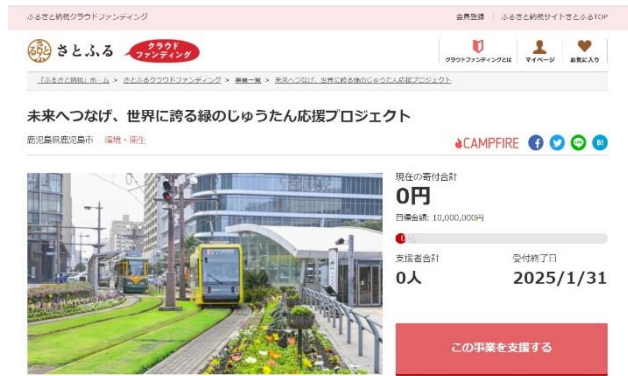 ふるさと納税クラウドファンディング
会員登録 ふるさと納税サイトさとふるTOP
さとふる クラウドファンディング
クラウドファンディングとは マイページ お気に入り
「ふるさと納税」ホーム > さとふるクラウドファンディング > 事業一覧 > 未来へつなげ、世界に誇る緑のじゅうたん応援プロジェクト
未来へつなげ、世界に誇る緑のじゅうたん応援プロジェクト
鹿児島県鹿児島市 環境・衛生
CAMPFIRE
現在の寄付合計
0円
目標金額: 10,000,000円
支援者合計 受付終了日
0人 2025/1/31
この事業を支援する